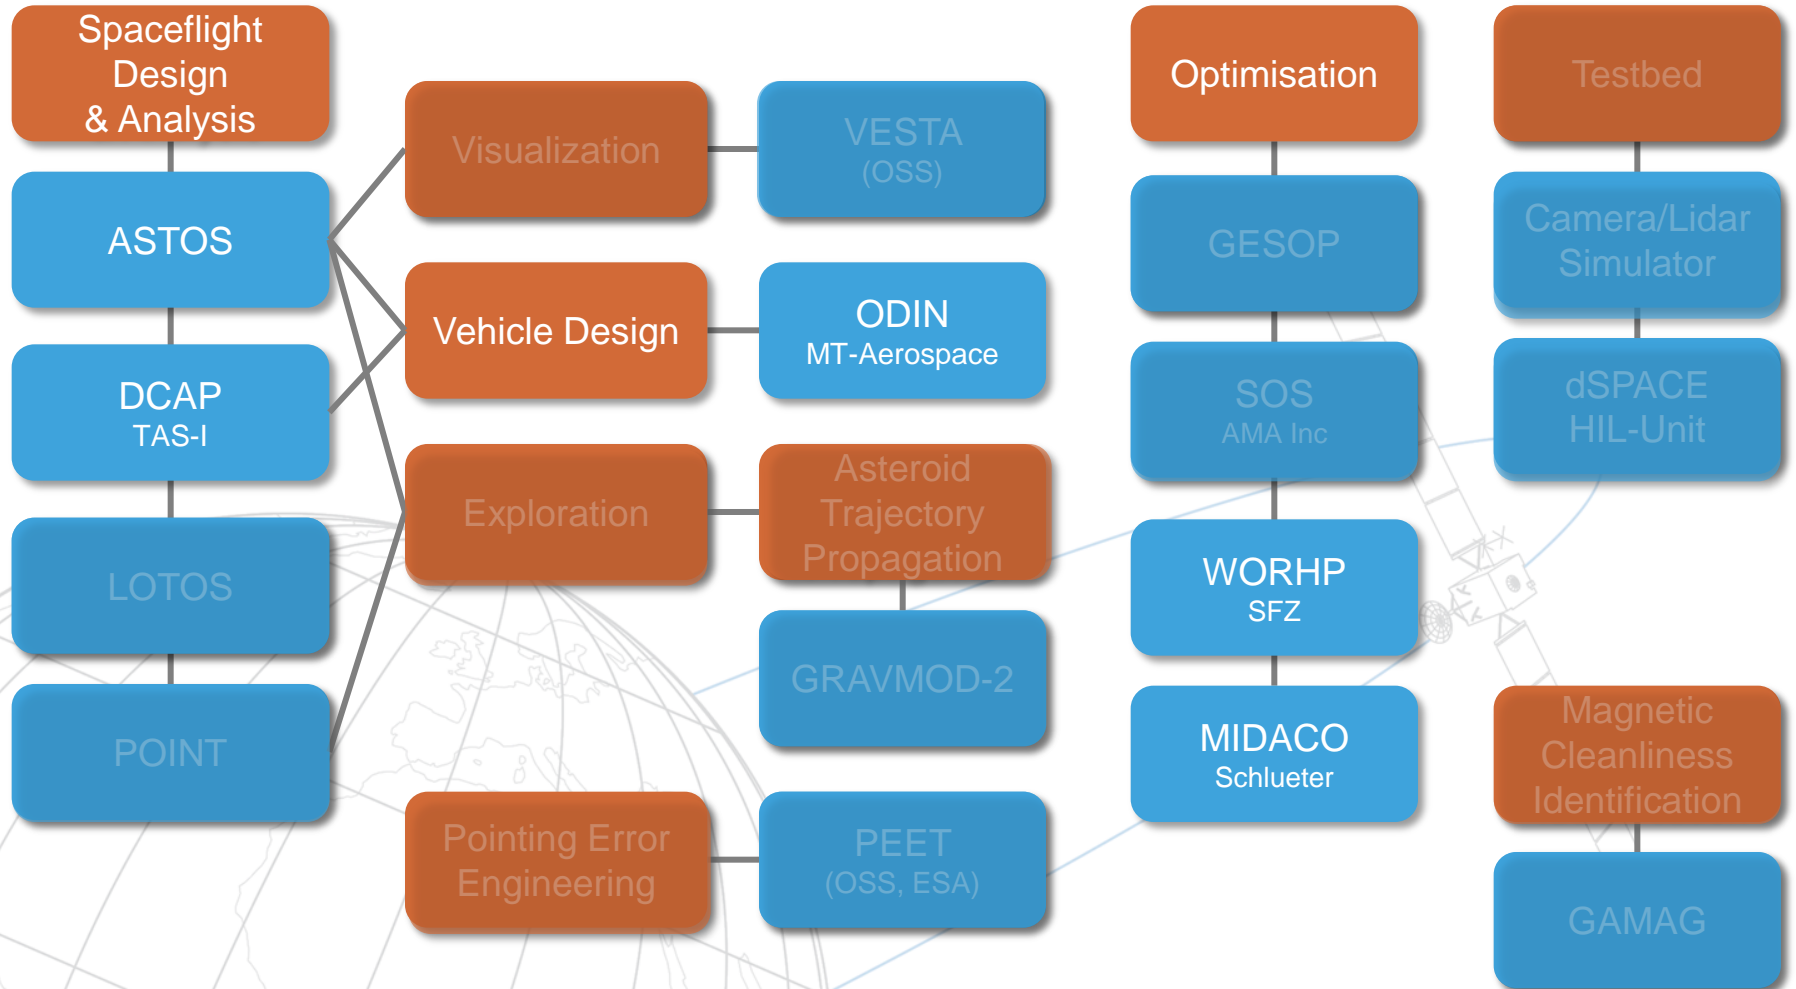 Spaceflight
Design
& Analysis
ASTOS
DCAP
TAS-I
LOTOS
POINT
Visualization
VESTA
(OSS)
Vehicle Design
ODIN
MT-Aerospace
Exploration
Asteroid
Trajectory
Propagation
GRAVMOD-2
Pointing Error
Engineering
PEET
(OSS, ESA)
Optimisation
GESOP
SOS
AMA Inc
WORHP
SFZ
MIDACO
Schlueter
Testbed
Camera/Lidar
Simulator
dSPACE
HIL-Unit
Magnetic
Cleanliness
Identification
GAMAG